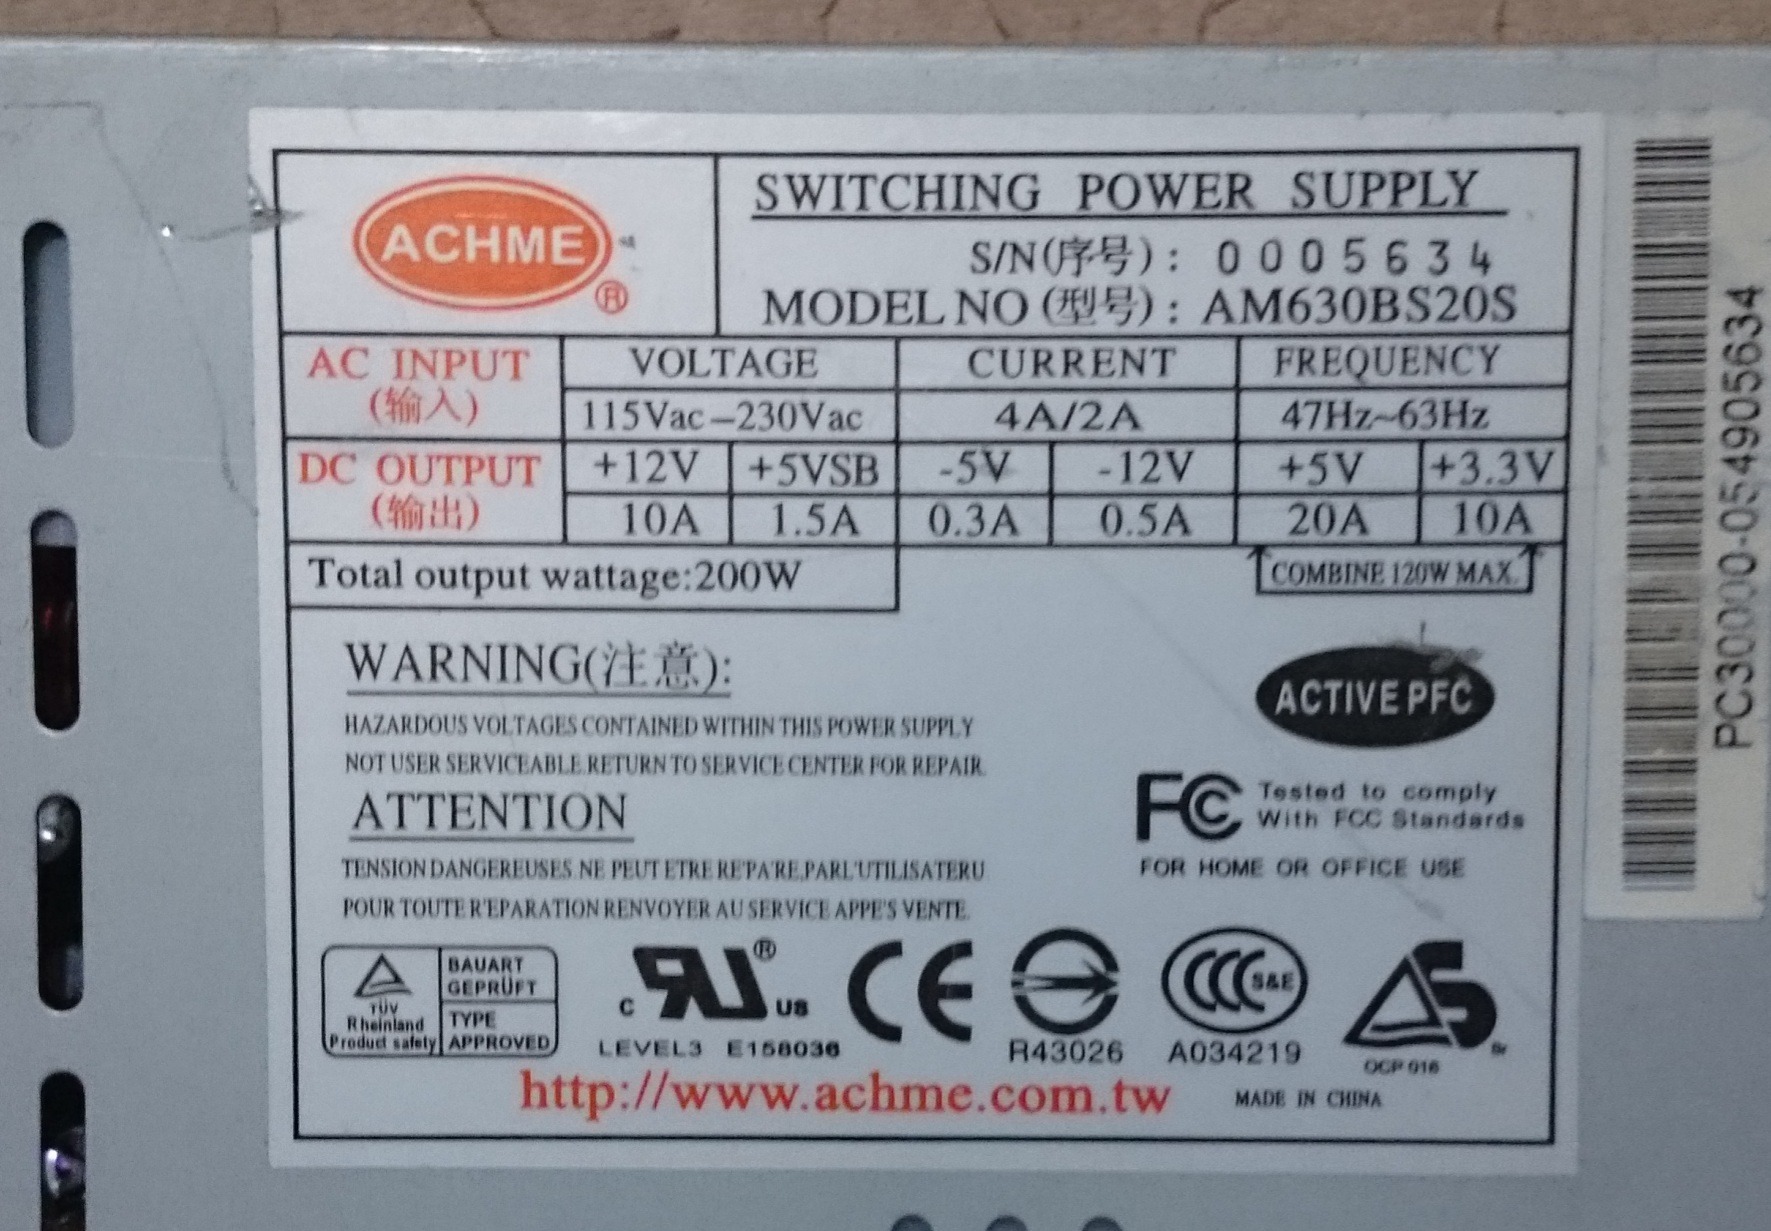 ACHME
®
SWITCHING POWER SUPPLY
S/N(序号): 0005634
MODEL NO (型号): AM630BS20S
AC INPUT
(输入)
VOLTAGE CURRENT FREQUENCY
115Vac-230Vac 4A/2A 47Hz~63Hz
DC OUTPUT
(输出)
+12V +5VSB -5V -12V +5V +3.3V
10A 1.5A 0.3A 0.5A 20A 10A
Total output wattage:200W
COMBINE 120W MAX.
WARNING(注意):
HAZARDOUS VOLTAGES CONTAINED WITHIN THIS POWER SUPPLY
NOT USER SERVICEABLE.RETURN TO SERVICE CENTER FOR REPAIR.
ATTENTION
TENSION DANGEREUSES NE PEUT ETRE RE'PA'RE,PARL'UTILISATERU
POUR TOUTE R'EPARATION RENVOYER AU SERVICE APPE'S VENTE.
ACTIVE PFC
FC Tested to comply
With FCC Standards
FOR HOME OR OFFICE USE
TÜV
Rheinland
Product safety
BAUART
GEPRÜFT
TYPE
APPROVED
C RU ® US
LEVEL3 E158036
CE
R43026
CCC S&E
A034219
S
OCP 016
http://www.achme.com.tw
MADE IN CHINA
PC30000-054905634